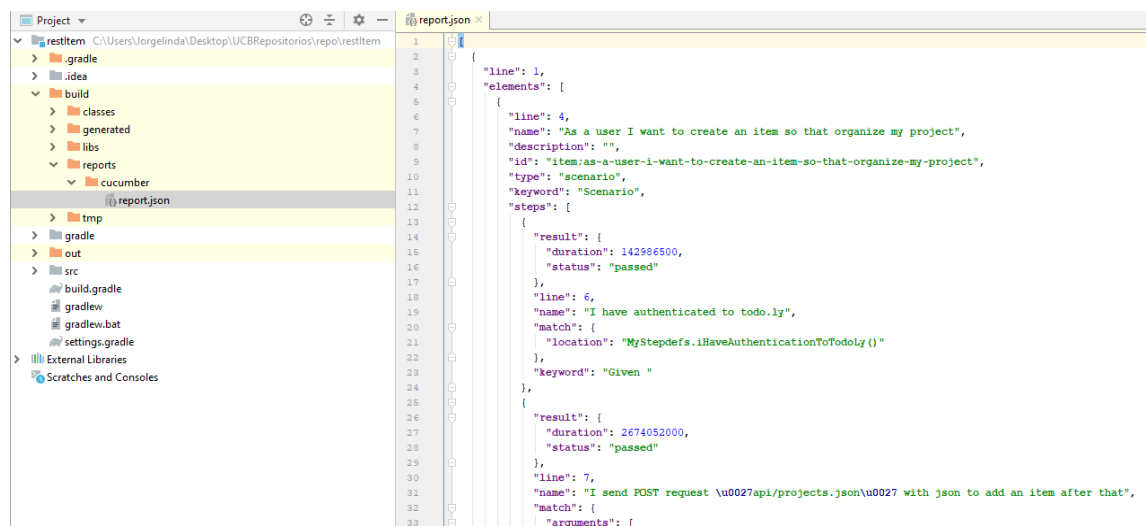 Project
restItem C:\Users\Jorgelinda\Desktop\UCBRepositorios\repo\restItem
.gradle
.idea
build
classes
generated
libs
reports
cucumber
report.json
tmp
gradle
out
src
build.gradle
gradlew
gradlew.bat
settings.gradle
External Libraries
Scratches and Consoles
report.json
1 [
2 {
3 "line": 1,
4 "elements": [
5 {
6 "line": 4,
7 "name": "As a user I want to create an item so that organize my project",
8 "description": "",
9 "id": "item;as-a-user-i-want-to-create-an-item-so-that-organize-my-project",
10 "type": "scenario",
11 "keyword": "Scenario",
12 "steps": [
13 {
14 "result": {
15 "duration": 142986500,
16 "status": "passed"
17 },
18 "line": 6,
19 "name": "I have authenticated to todo.ly",
20 "match": {
21 "location": "MyStepdefs.iHaveAuthenticationToTodoLy()"
22 },
23 "keyword": "Given "
24 },
25 {
26 "result": {
27 "duration": 2674052000,
28 "status": "passed"
29 },
30 "line": 7,
31 "name": "I send POST request \u0027api/projects.json\u0027 with json to add an item after that",
32 "match": {
33 "arguments": [